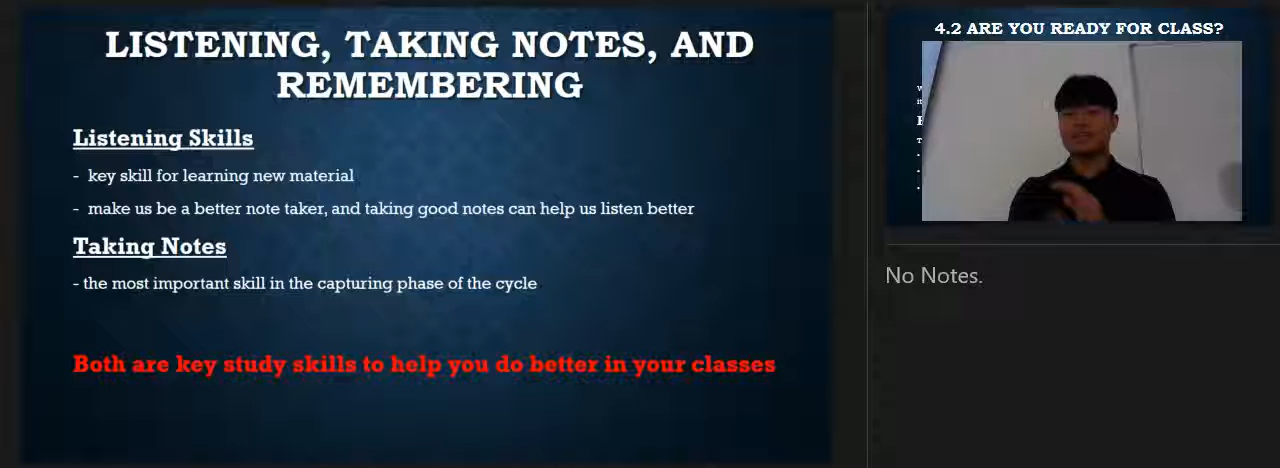 LISTENING, TAKING NOTES, AND
REMEMBERING
Listening Skills
- key skill for learning new material
- make us be a better note taker, and taking good notes can help us listen better
Taking Notes
- the most important skill in the capturing phase of the cycle
Both are key study skills to help you do better in your classes
4.2 ARE YOU READY FOR CLASS?
No Notes.